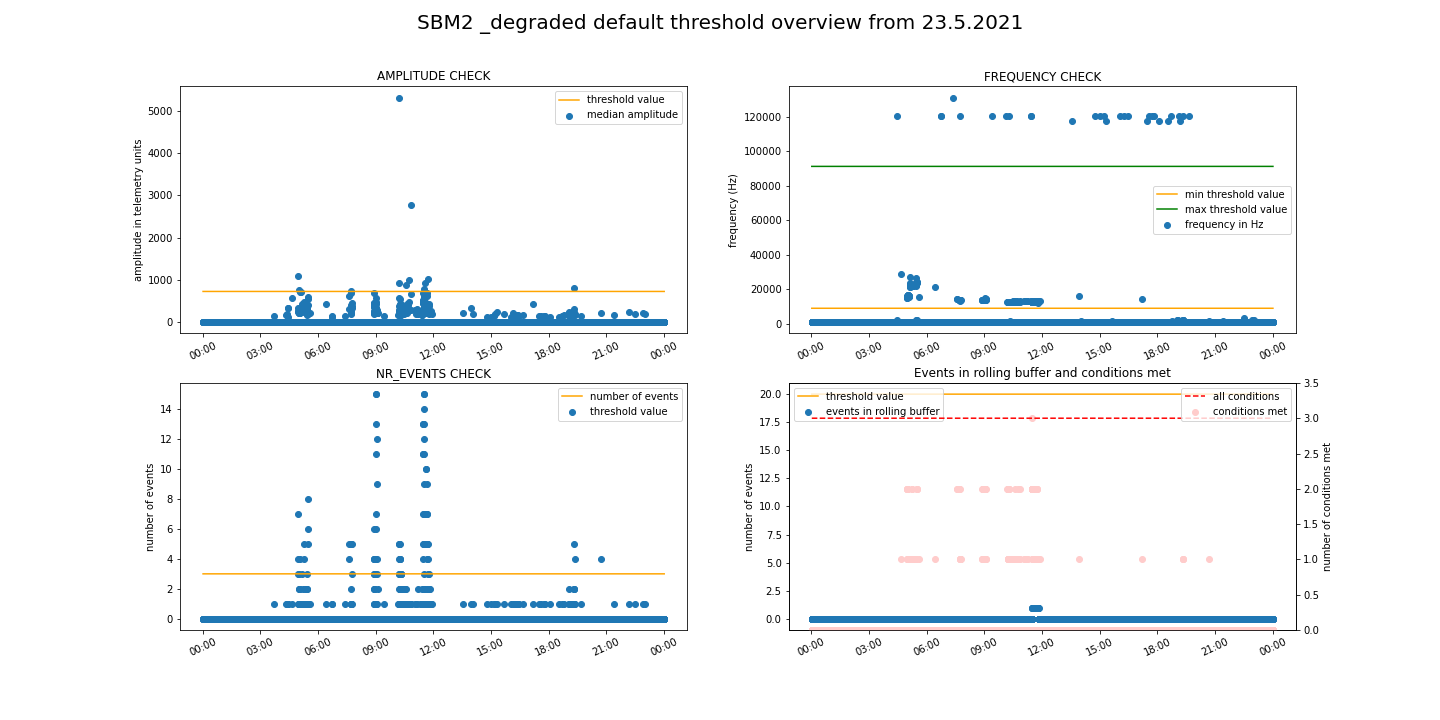 SBM2 _degraded default threshold overview from 23.5.2021
AMPLITUDE CHECK
amplitude in telemetry units
5000
4000
3000
2000
1000
0
threshold value
median amplitude
00:00 03:00 06:00 09:00 12:00 15:00 18:00 21:00 00:00
FREQUENCY CHECK
frequency (Hz)
120000
100000
80000
60000
40000
20000
0
min threshold value
max threshold value
frequency in Hz
00:00 03:00 06:00 09:00 12:00 15:00 18:00 21:00 00:00
NR_EVENTS CHECK
number of events
14
12
10
8
6
4
2
0
number of events
threshold value
00:00 03:00 06:00 09:00 12:00 15:00 18:00 21:00 00:00
Events in rolling buffer and conditions met
number of events
20.0
17.5
15.0
12.5
10.0
7.5
5.0
2.5
0.0
threshold value
events in rolling buffer
all conditions
conditions met
3.5
3.0
2.5
2.0
1.5
1.0
0.5
0.0
number of conditions met
00:00 03:00 06:00 09:00 12:00 15:00 18:00 21:00 00:00